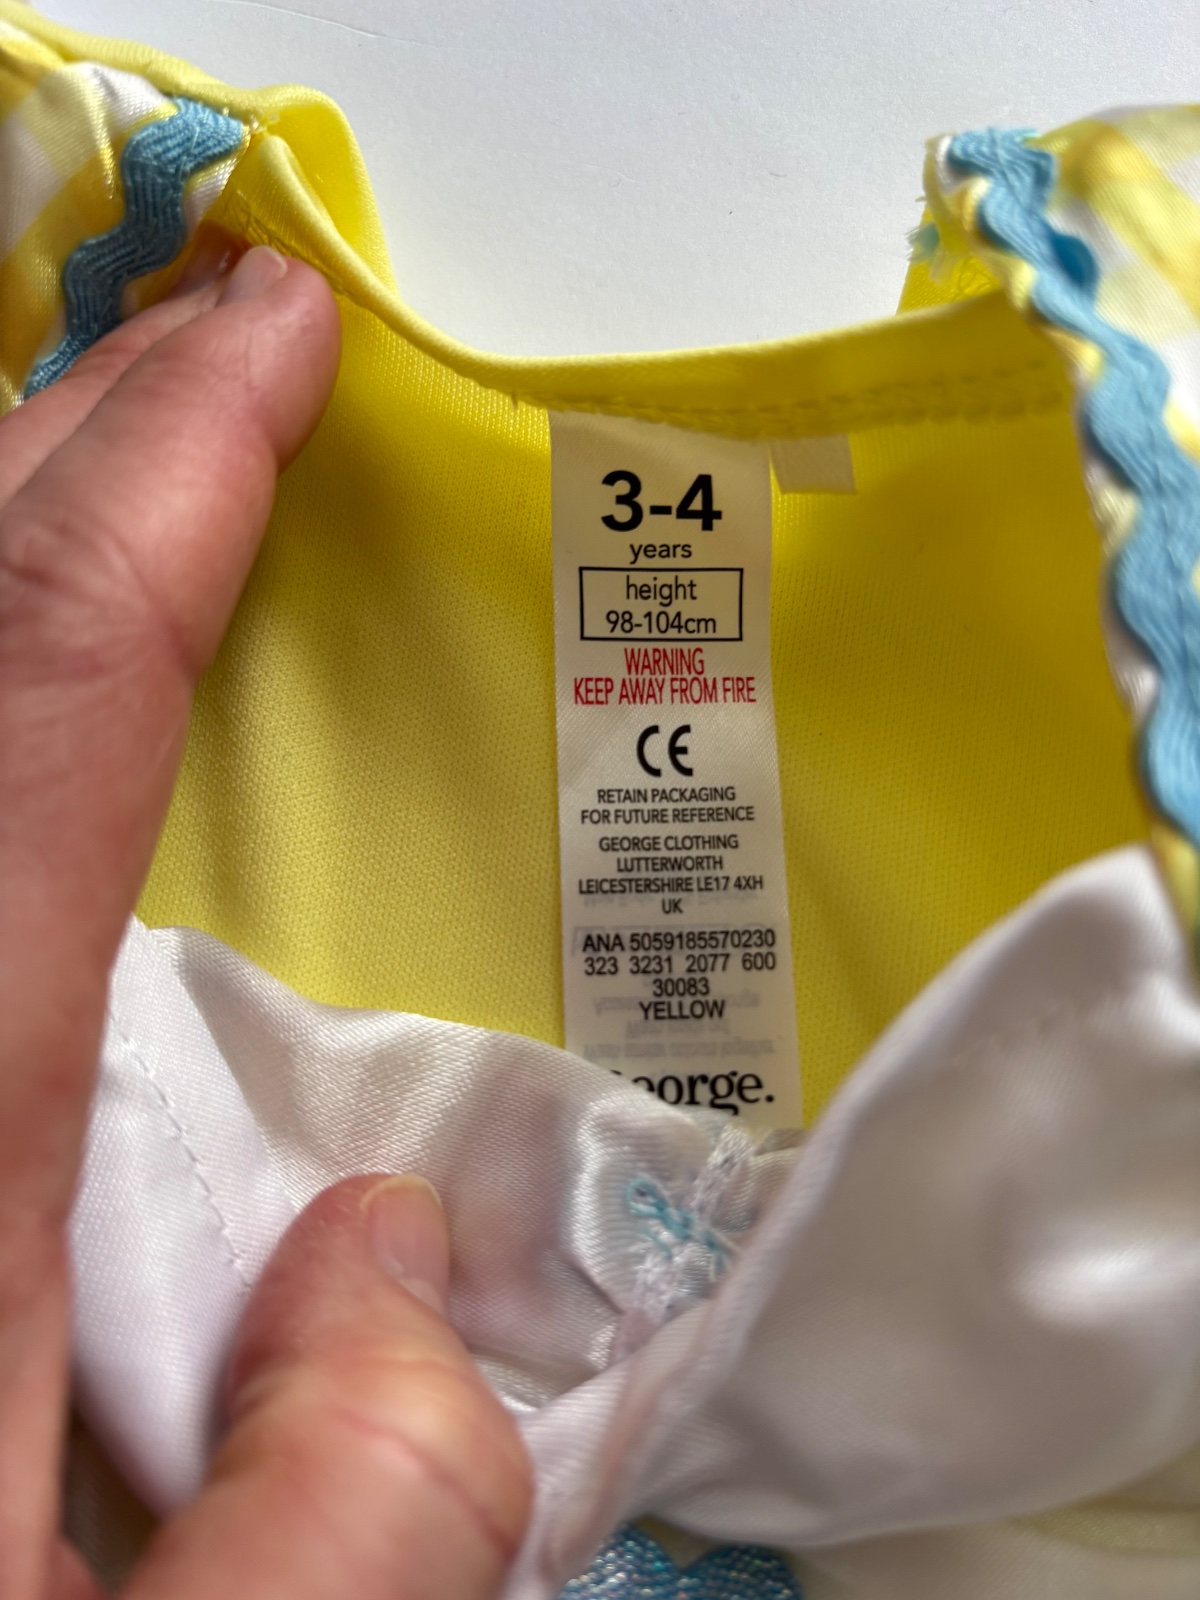 3-4
years
height
98-104cm
WARNING
KEEP AWAY FROM FIRE
CE
RETAIN PACKAGING
FOR FUTURE REFERENCE
GEORGE CLOTHING
LUTTERWORTH
LEICESTERSHIRE LE17 4XH
UK
ANA 5059185570230
323 3231 2077 600
30083
YELLOW
eorge.